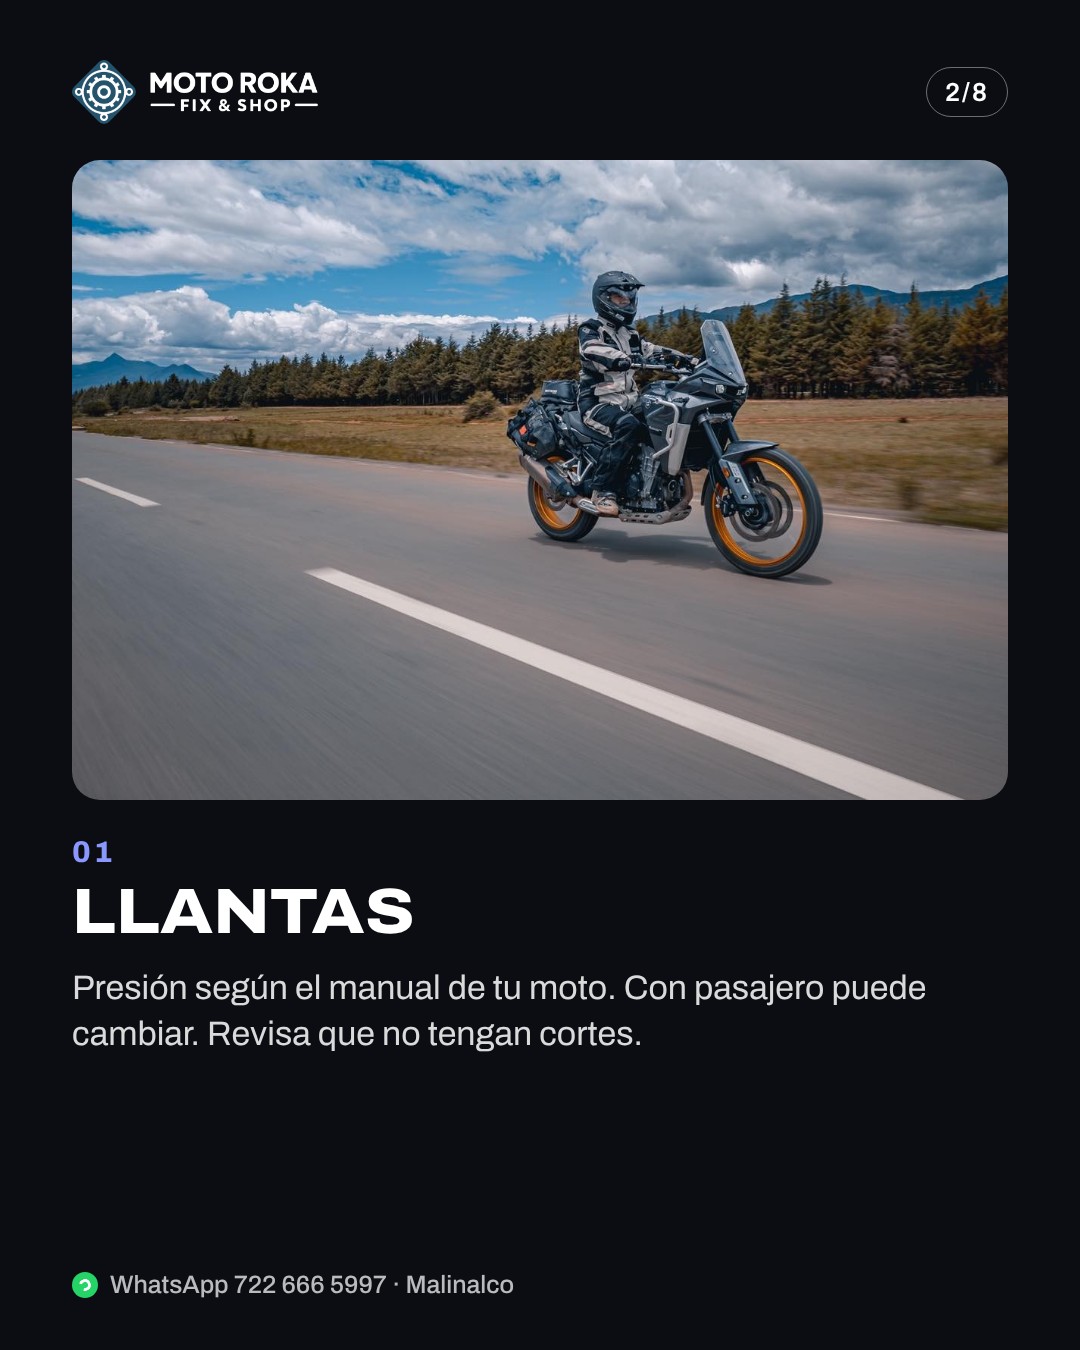 MOTO ROKA
FIX & SHOP
2/8
01
LLANTAS
Presión según el manual de tu moto. Con pasajero puede
cambiar. Revisa que no tengan cortes.
WhatsApp 722 666 5997 · Malinalco